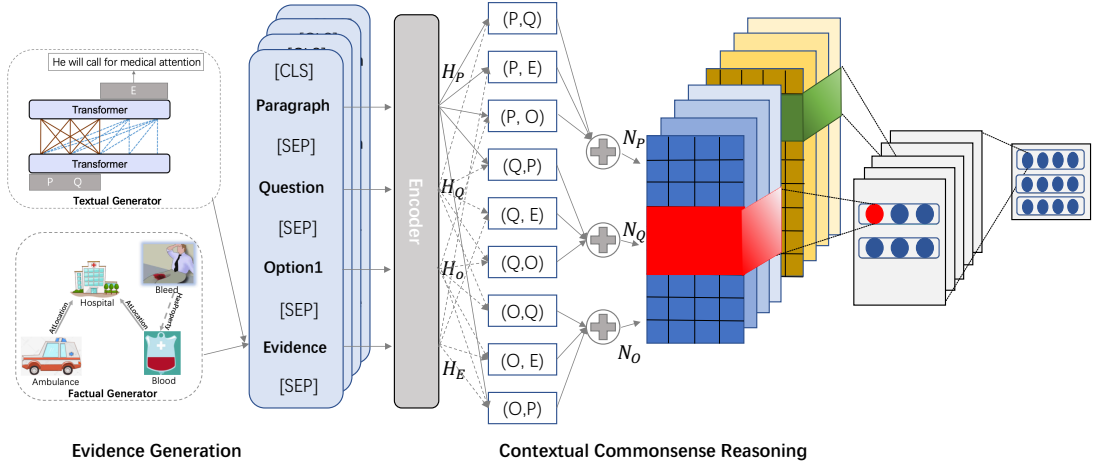 He will call for medical attention
E
Transformer
Transformer
P Q
Textual Generator
Hospital
Bleed
AtLocation
AtLocation
HasProperty
Ambulance
Blood
Factual Generator
[CLS]
Paragraph
[SEP]
Question
[SEP]
Option1
[SEP]
Evidence
[SEP]
Encoder
H_P
H_Q
H_o
H_E
(P,Q)
(P, E)
(P, O)
(Q,P)
(Q, E)
(Q,O)
(O,Q)
(O, E)
(O,P)
N_P
N_Q
N_O
Evidence Generation
Contextual Commonsense Reasoning